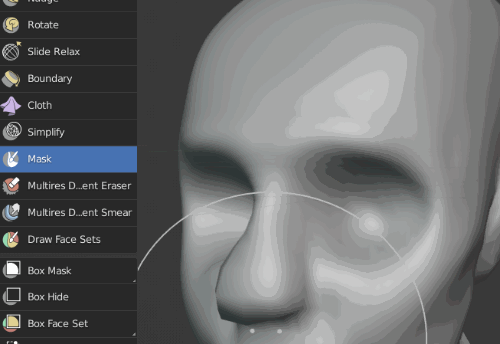 Nudge
Rotate
Slide Relax
Boundary
Cloth
Simplify
Mask
Multires D...ent Eraser
Multires D...ent Smear
Draw Face Sets
Box Mask
Box Hide
Box Face Set